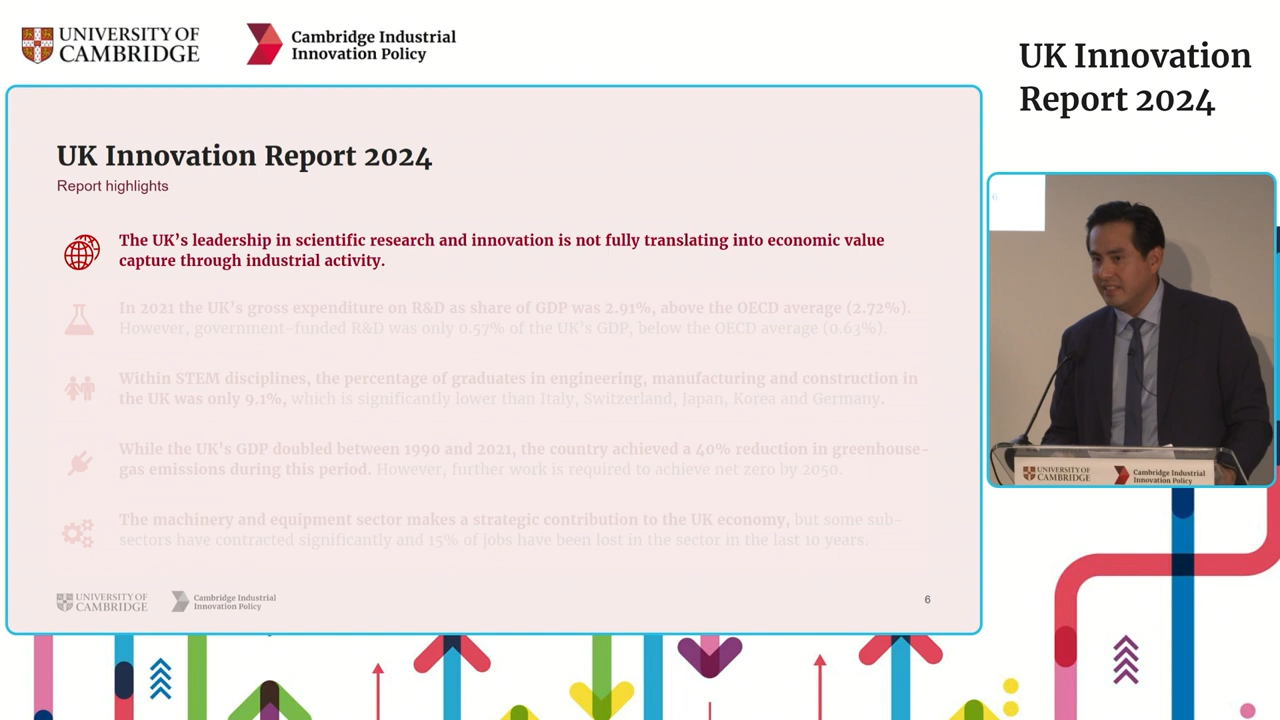 UNIVERSITY OF
CAMBRIDGE
Cambridge Industrial
Innovation Policy
UK Innovation
Report 2024
UK Innovation Report 2024
Report highlights
The UK's leadership in scientific research and innovation is not fully translating into economic value
capture through industrial activity.
In 2021 the UK's gross expenditure on R&D as share of GDP was 2.91%, above the OECD average (2.72%).
However, government-funded R&D was only 0.57% of the UK's GDP, below the OECD average (0.63%).
Within STEM disciplines, the percentage of graduates in engineering, manufacturing and construction in
the UK was only 9.1%, which is significantly lower than Italy, Switzerland, Japan, Korea and Germany.
While the UK's GDP doubled between 1990 and 2021, the country achieved a 40% reduction in greenhouse-
gas emissions during this period. However, further work is required to achieve net zero by 2050.
The machinery and equipment sector makes a strategic contribution to the UK economy, but some sub-
sectors have contracted significantly and 15% of jobs have been lost in the sector in the last 10 years.
UNIVERSITY OF
CAMBRIDGE
Cambridge Industrial
Innovation Policy
6
6
UNIVERSITY OF
CAMBRIDGE
Cambridge Industrial
Innovation Policy